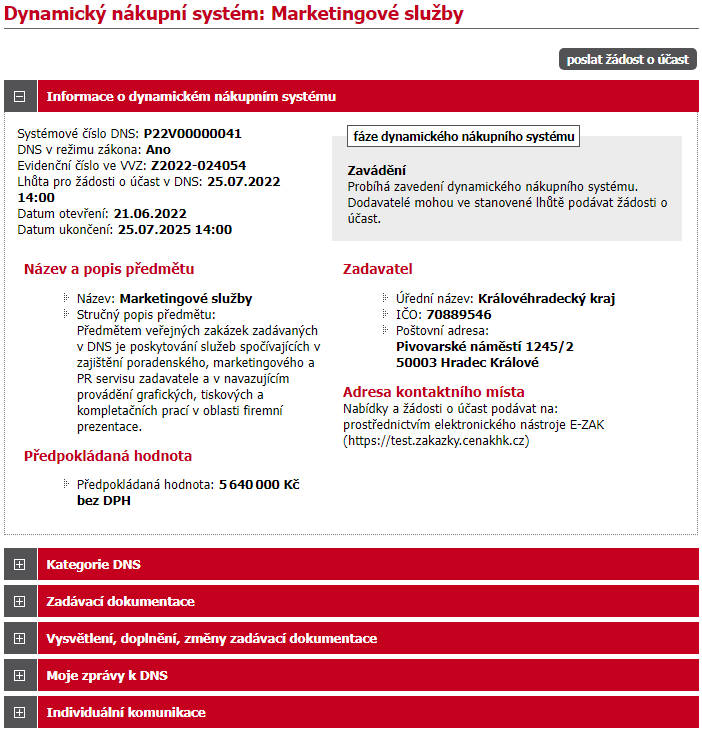 Dynamický nákupní systém: Marketingové služby
poslat žádost o účast
Informace o dynamickém nákupním systému
Systémové číslo DNS: P22V00000041
DNS v režimu zákona: Ano
Evidenční číslo ve VVZ: Z2022-024054
Lhůta pro žádosti o účast v DNS: 25.07.2022
14:00
Datum otevření: 21.06.2022
Datum ukončení: 25.07.2025 14:00
fáze dynamického nákupního systému
Zavádění
Probíhá zavedení dynamického nákupního systému.
Dodavatelé mohou ve stanovené lhůtě podávat žádosti o
účast.
Název a popis předmětu
Název: Marketingové služby
Stručný popis předmětu:
Předmětem veřejných zakázek zadávaných
v DNS je poskytování služeb spočívajících v
zajištění poradenského, marketingového a
PR servisu zadavatele a v navazujícím
provádění grafických, tiskových a
kompletačních prací v oblasti firemní
prezentace.
Předpokládaná hodnota
Předpokládaná hodnota: 5 640 000 Kč
bez DPH
Zadavatel
Úřední název: Královéhradecký kraj
IČO: 70889546
Poštovní adresa:
Pivovarské náměstí 1245/2
50003 Hradec Králové
Adresa kontaktního místa
Nabídky a žádosti o účast podávat na:
prostřednictvím elektronického nástroje E-ZAK
(https://test.zakazky.cenakhk.cz)
Kategorie DNS
Zadávací dokumentace
Vysvětlení, doplnění, změny zadávací dokumentace
Moje zprávy k DNS
Individuální komunikace